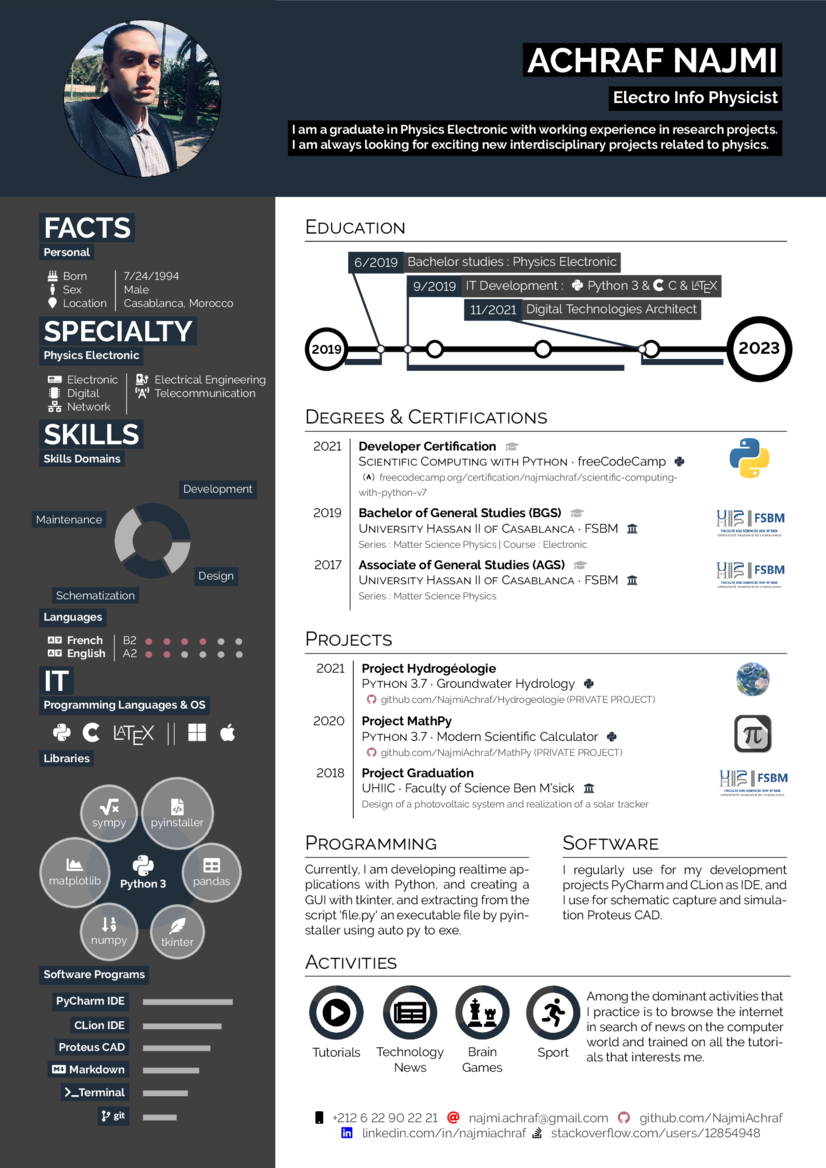 ACHRAF NAJMI
Electro Info Physicist
I am a graduate in Physics Electronic with working experience in research projects.
I am always looking for exciting new interdisciplinary projects related to physics.
FACTS
Personal
Born 7/24/1994
Sex Male
Location Casablanca, Morocco
SPECIALTY
Physics Electronic
Electronic Electrical Engineering
Digital Telecommunication
Network
SKILLS
Skills Domains
Development
Maintenance
Design
Schematization
Languages
French B2
English A2
IT
Programming Languages & OS
LATEX
Libraries
sympy pyinstaller
matplotlib Python 3 pandas
numpy tkinter
Software Programs
PyCharm IDE
CLion IDE
Proteus CAD
Markdown
>_Terminal
git
EDUCATION
6/2019 Bachelor studies : Physics Electronic
9/2019 IT Development : Python 3 & C & LATEX
11/2021 Digital Technologies Architect
2019 2023
DEGREES & CERTIFICATIONS
2021 Developer Certification
SCIENTIFIC COMPUTING WITH PYTHON · freeCodeCamp
freecodecamp.org/certification/najmiachraf/scientific-computing-
with-python-v7
2019 Bachelor of General Studies (BGS)
UNIVERSITY HASSAN II OF CASABLANCA · FSBM
Series : Matter Science Physics | Course : Electronic
FSBM
2017 Associate of General Studies (AGS)
UNIVERSITY HASSAN II OF CASABLANCA · FSBM
Series : Matter Science Physics
FSBM
PROJECTS
2021 Project Hydrogéologie
PYTHON 3.7 · Groundwater Hydrology
github.com/NajmiAchraf/Hydrogeologie (PRIVATE PROJECT)
2020 Project MathPy
PYTHON 3.7 · Modern Scientific Calculator
github.com/NajmiAchraf/MathPy (PRIVATE PROJECT)
π
2018 Project Graduation
UHIIC · Faculty of Science Ben M'sick
Design of a photovoltaic system and realization of a solar tracker
FSBM
PROGRAMMING
Currently, I am developing realtime ap-
plications with Python, and creating a
GUI with tkinter, and extracting from the
script 'file.py' an executable file by pyin-
staller using auto py to exe.
SOFTWARE
I regularly use for my development
projects PyCharm and CLion as IDE, and
I use for schematic capture and simula-
tion Proteus CAD.
ACTIVITIES
Tutorials
Technology
News
Brain
Games
Sport
Among the dominant activities that
I practice is to browse the internet
in search of news on the computer
world and trained on all the tutori-
als that interests me.
+212 6 22 90 22 21 najmi.achraf@gmail.com github.com/NajmiAchraf
linkedin.com/in/najmiachraf stackoverflow.com/users/12854948